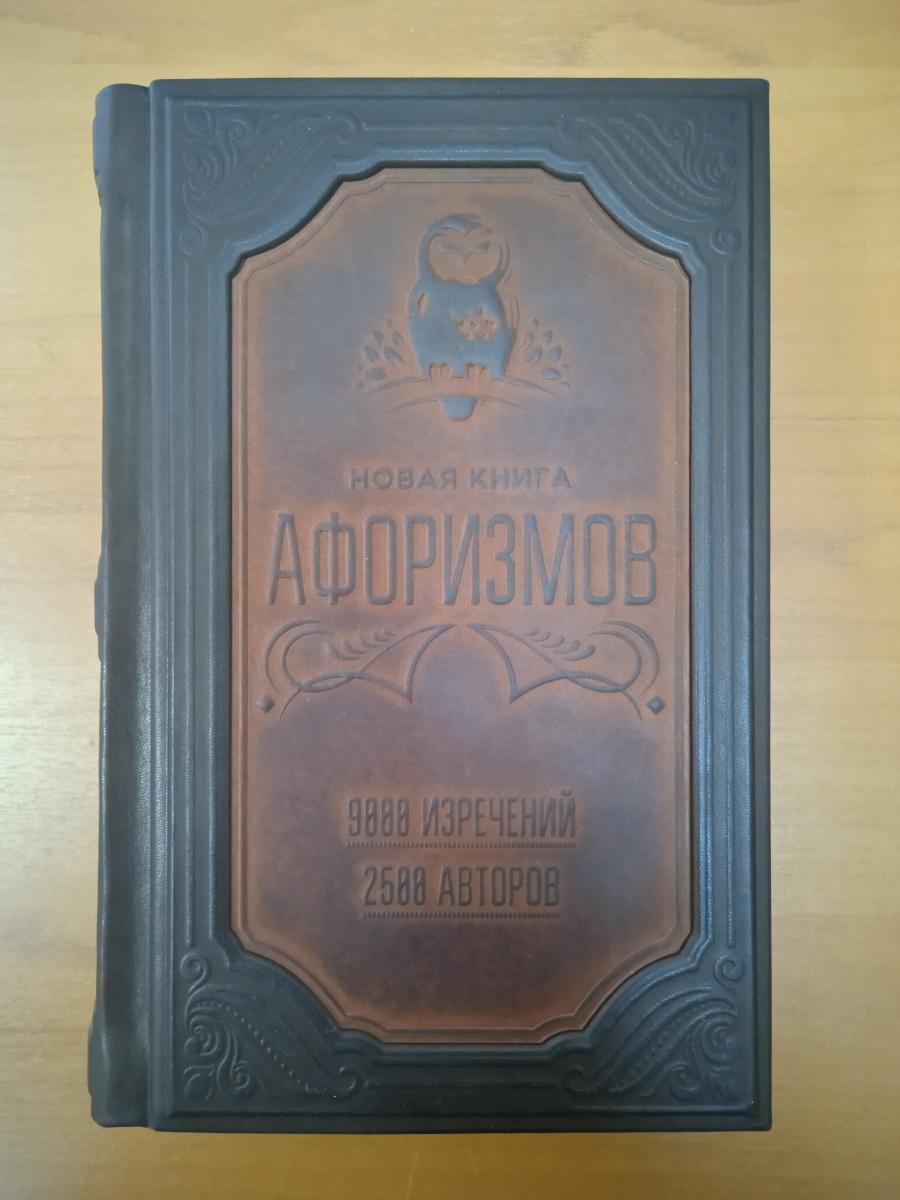 НОВАЯ КНИГА
АФОРИЗМОВ
9000 ИЗРЕЧЕНИЙ
2500 АВТОРОВ